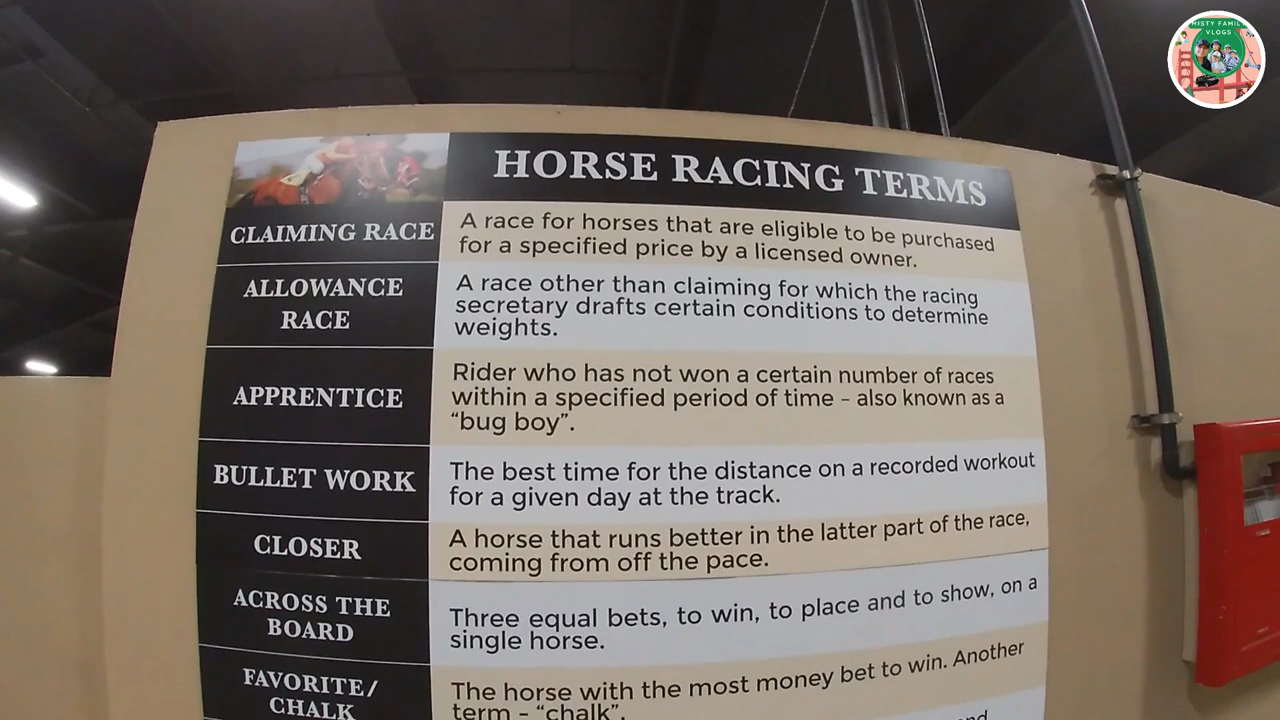 MISTY FAMILY
VLOGS
HORSE RACING TERMS
CLAIMING RACE
A race for horses that are eligible to be purchased
for a specified price by a licensed owner.
ALLOWANCE
RACE
A race other than claiming for which the racing
secretary drafts certain conditions to determine
weights.
APPRENTICE
Rider who has not won a certain number of races
within a specified period of time – also known as a
“bug boy”.
BULLET WORK
The best time for the distance on a recorded workout
for a given day at the track.
CLOSER
A horse that runs better in the latter part of the race,
coming from off the pace.
ACROSS THE
BOARD
Three equal bets, to win, to place and to show, on a
single horse.
FAVORITE/
CHALK
The horse with the most money bet to win. Another
term – “chalk”.